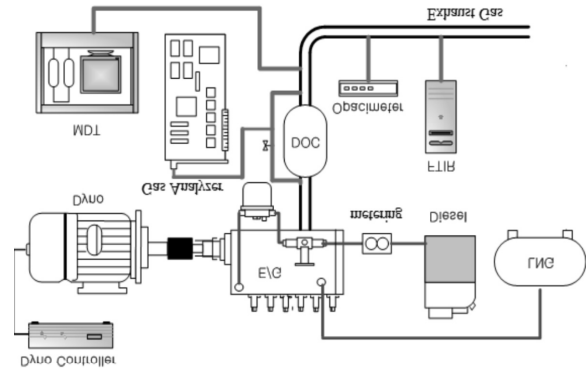 Exhaust Gas
Opacimeter
FTIR
MDT
DOC
Gas Analyzer
Dyno
metering
Diesel
LNG
E/G
Dyno Controller